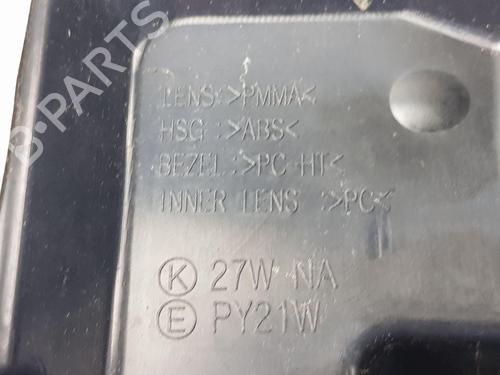 B-PARTS
LENS:>PMMA<
HSG:>ABS<
BEZEL:>PC-HT<
INNER LENS :>PC<
K 27W NA
E PY21W